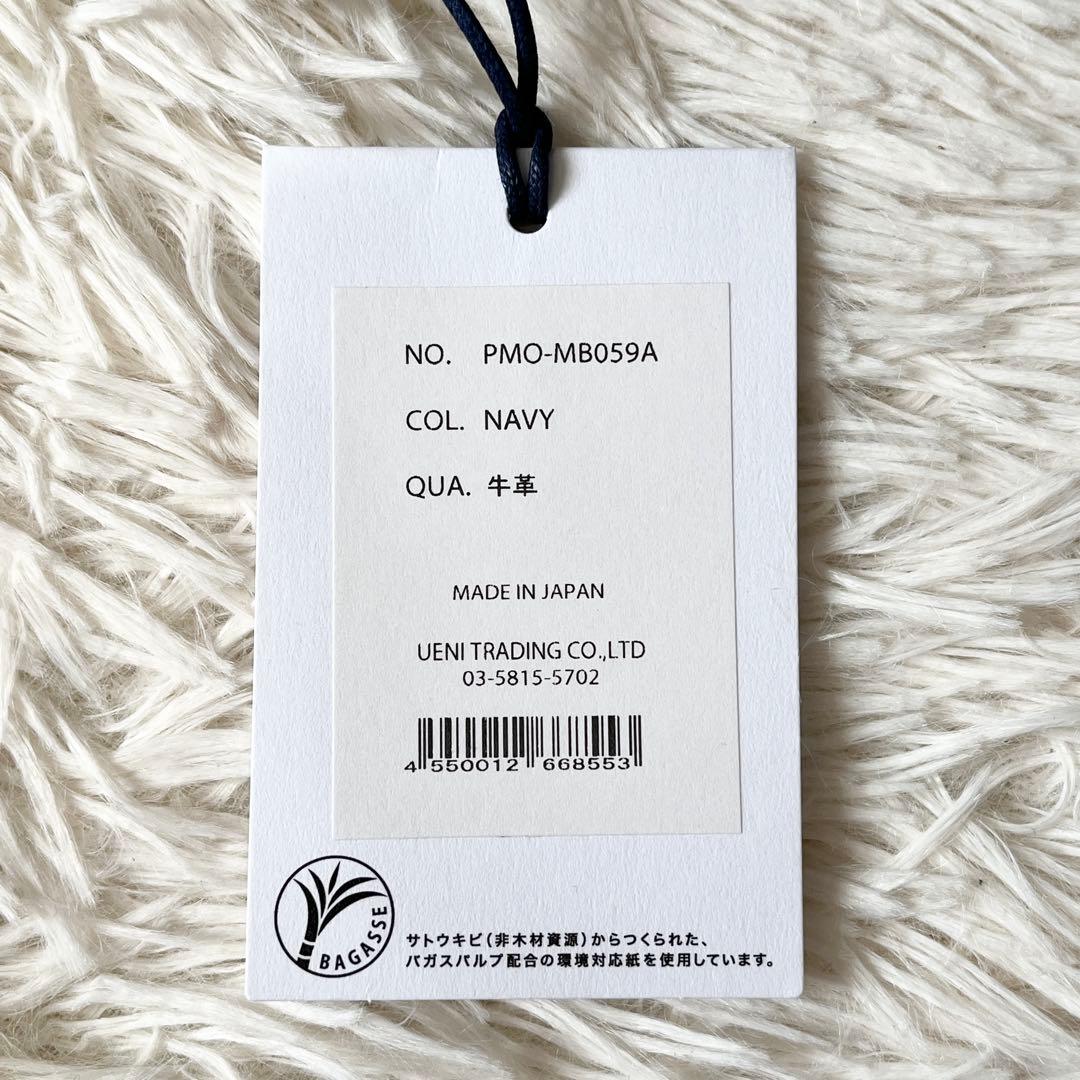 NO. PMO-MB059A
COL. NAVY
QUA. 牛革
MADE IN JAPAN
UENI TRADING CO.,LTD
03-5815-5702
4 550012 668553
BAGASSE
サトウキビ(非木材資源)からつくられた、
バガスパルプ配合の環境対応紙を使用しています。